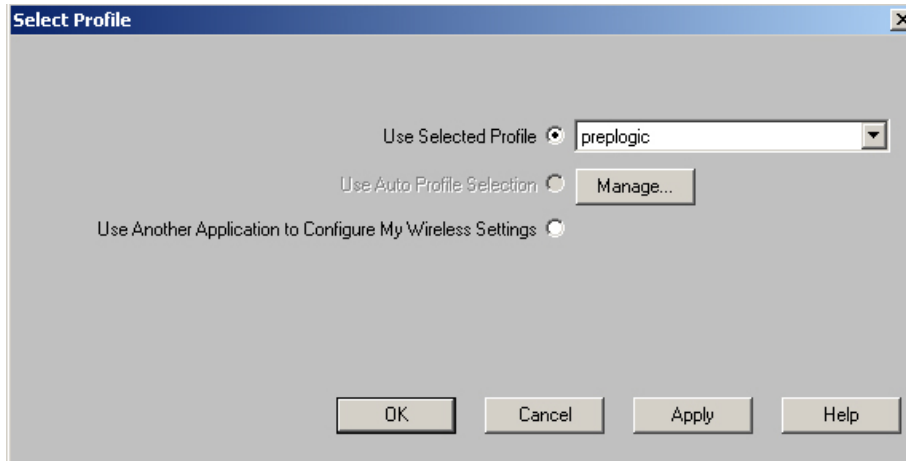 Select Profile
Use Selected Profile
preplogic
Use Auto Profile Selection
Manage...
Use Another Application to Configure My Wireless Settings
OK
Cancel
Apply
Help